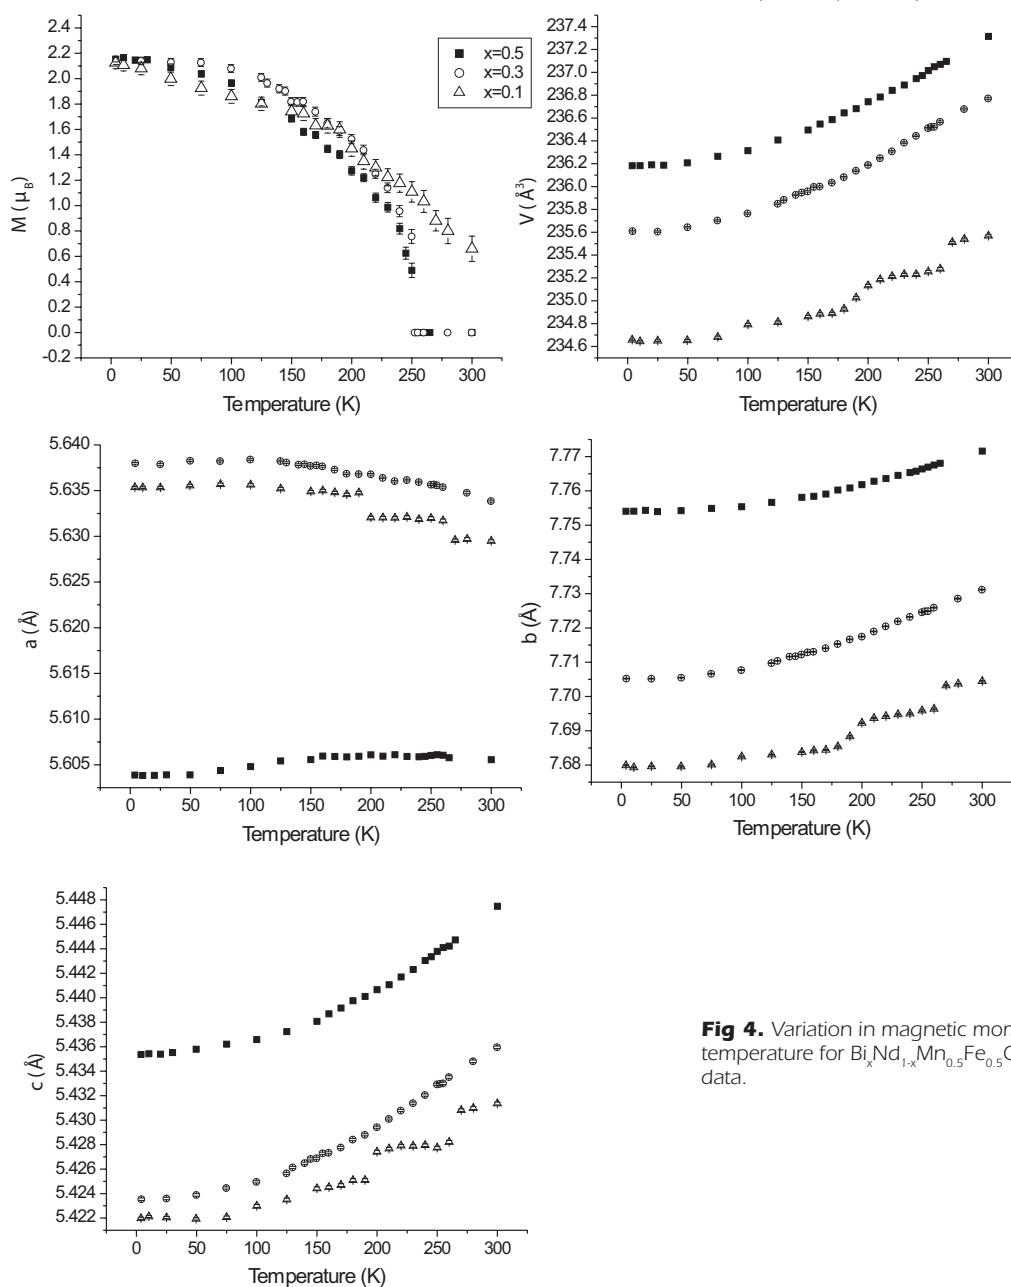 2.4
2.2
2.0
1.8
1.6
1.4
1.2
1.0
0.8
0.6
0.4
0.2
0.0
-0.2
M (μB)
x=0.5
x=0.3
x=0.1
0 50 100 150 200 250 300
Temperature (K)
237.4
237.2
237.0
236.8
236.6
236.4
236.2
236.0
235.8
235.6
235.4
235.2
235.0
234.8
234.6
V (Å³)
0 50 100 150 200 250 300
Temperature (K)
5.640
5.635
5.630
5.625
5.620
5.615
5.610
5.605
a (Å)
0 50 100 150 200 250 300
Temperature (K)
7.77
7.76
7.75
7.74
7.73
7.72
7.71
7.70
7.69
7.68
b (Å)
0 50 100 150 200 250 300
Temperature (K)
5.448
5.446
5.444
5.442
5.440
5.438
5.436
5.434
5.432
5.430
5.428
5.426
5.424
5.422
c (Å)
0 50 100 150 200 250 300
Temperature (K)
Fig 4. Variation in magnetic mor
temperature for BixNd1-xMn0.5Fe0.5C
data.